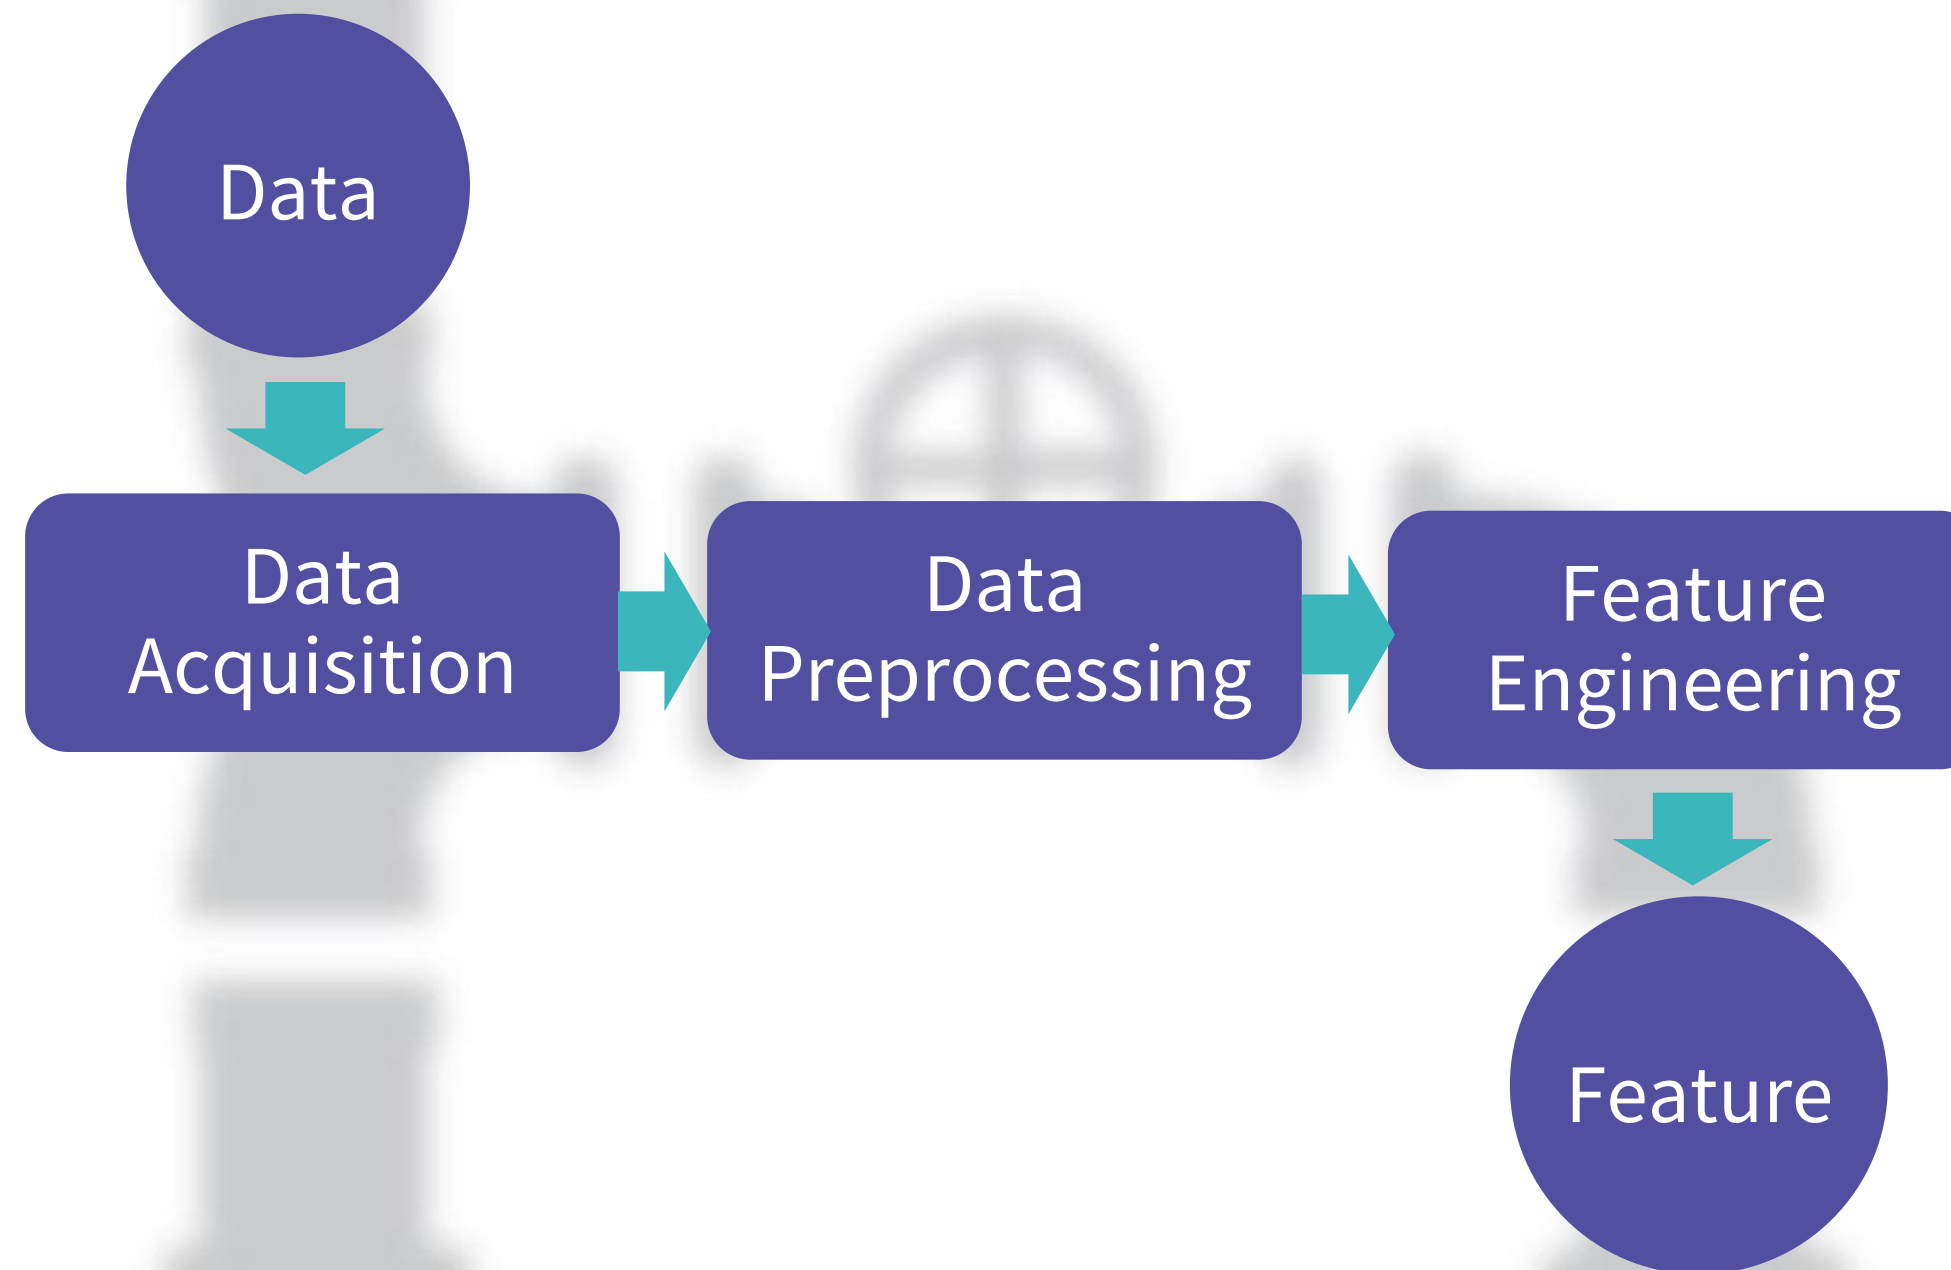 Data
Data
Acquisition
Data
Preprocessing
Feature
Engineering
Feature